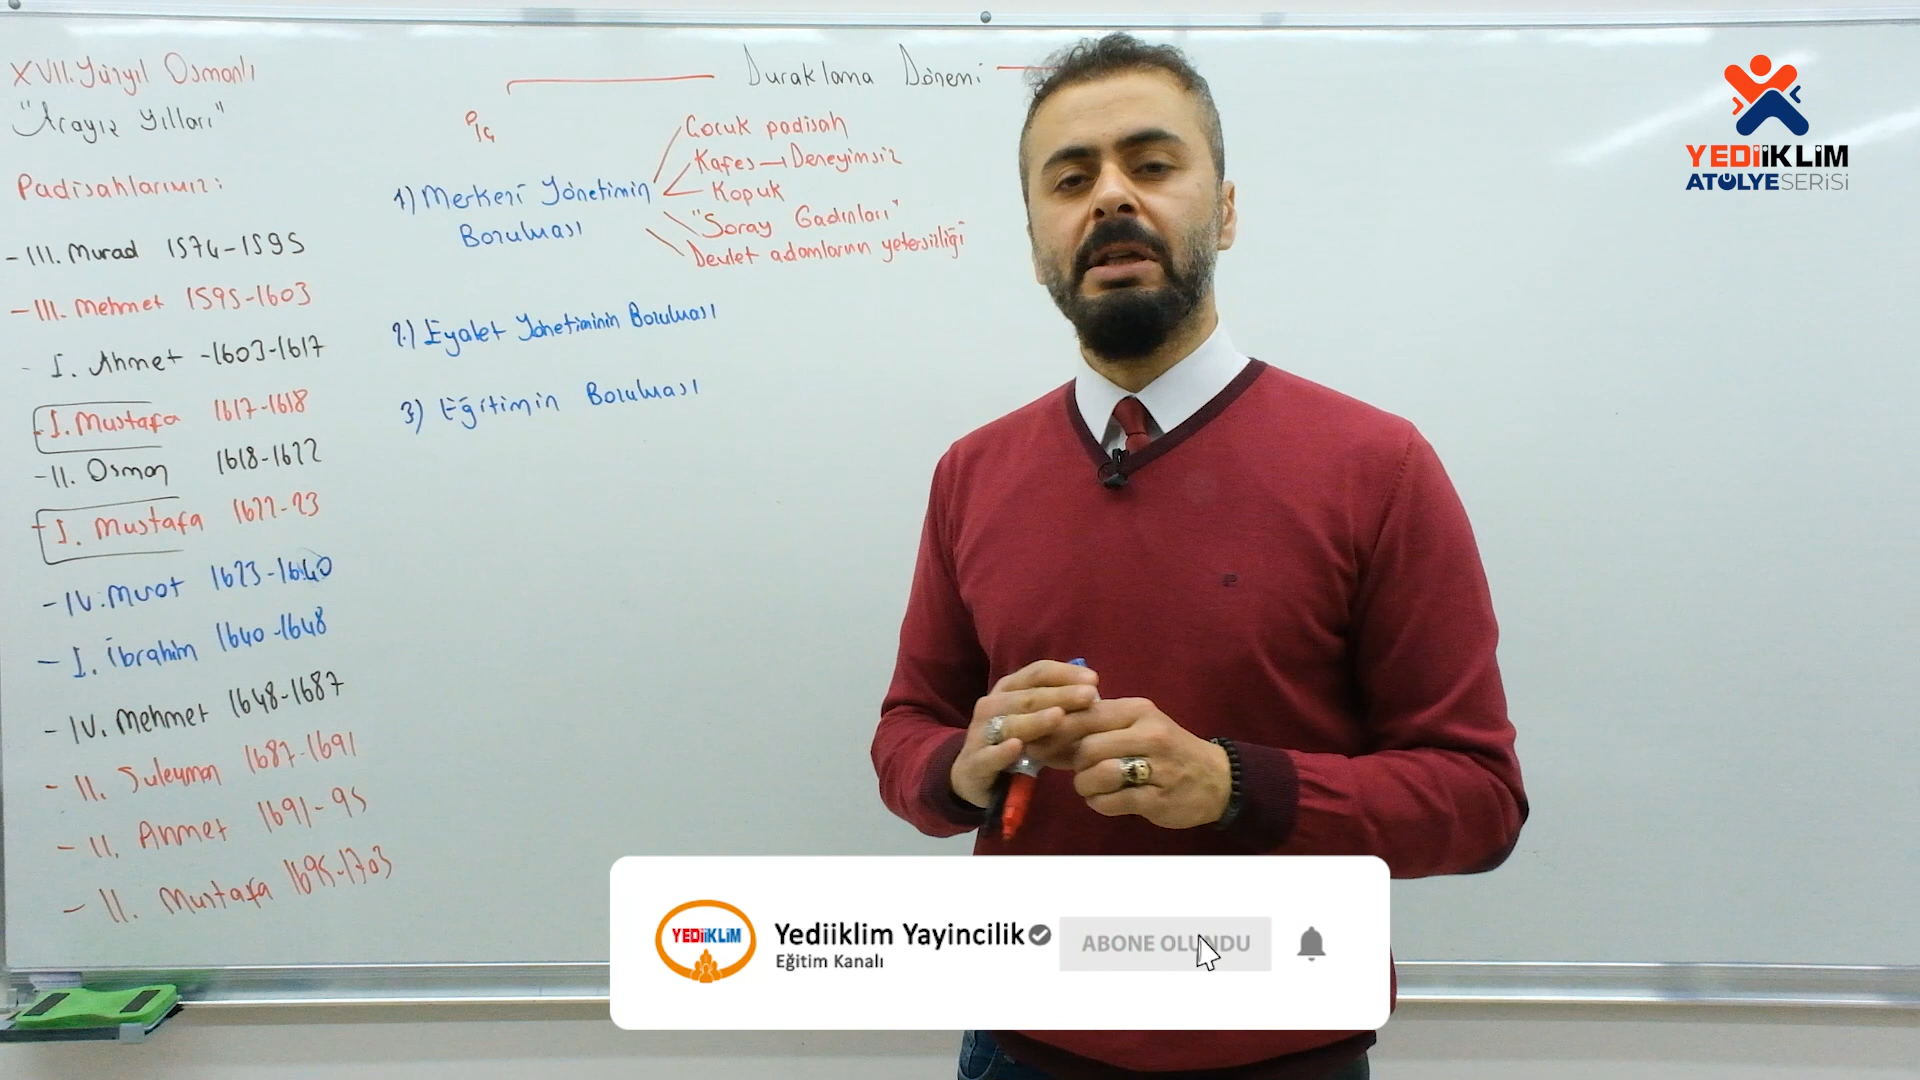 XVII. Yüzyıl Osmanlı
"Arayış Yılları"
Padişahlarımız:
- III. Murad 1574-1595
- III. Mehmet 1595-1603
- I. Ahmet -1603-1617
- I. Mustafa 1617-1618
- II. Osman 1618-1622
- I. Mustafa 1622-23
- IV. Murat 1623-1640
- I. İbrahim 1640-1648
- IV. Mehmet 1648-1687
- II. Süleyman 1687-1691
- II. Ahmet 1691-95
- II. Mustafa 1695-1703
Duraklama Dönemi
İç
1) Merkezi Yönetimin
Bozulması
Çocuk padişah
Kafes → Deneyimsiz
Kopuk
"Saray Gadınları"
Devlet adamlarının yetersizliği
2.) Eyalet Yönetiminin Bozulması
3) Eğitimin Bozulması
YEDİİKLİM
ATÖLYESERİSİ
YEDİİKLİM
Yediiklim Yayincilik
Eğitim Kanalı
ABONE OLUNDU